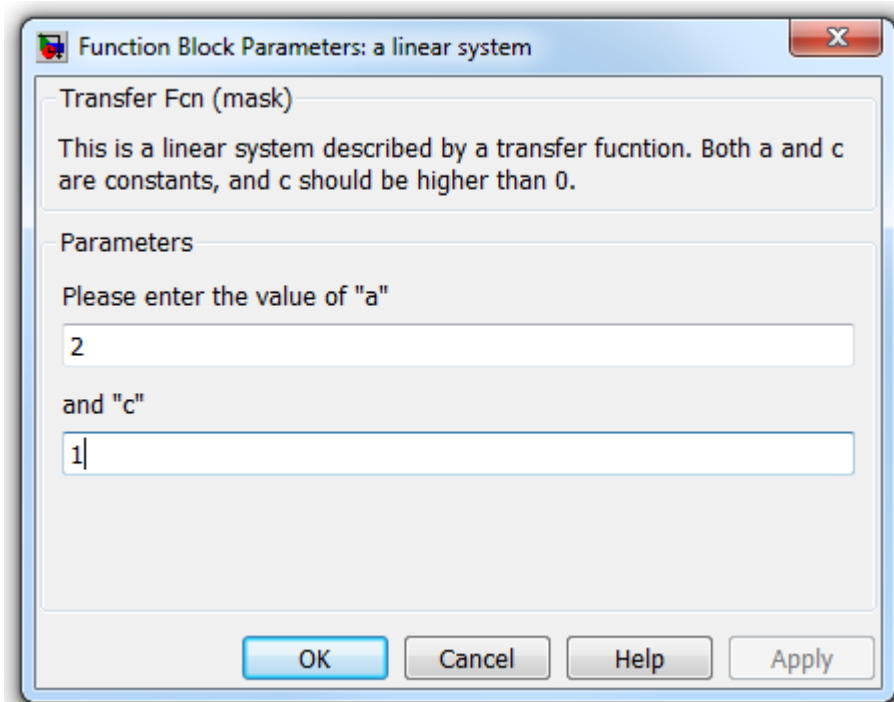 Function Block Parameters: a linear system
Transfer Fcn (mask)
This is a linear system described by a transfer fucntion. Both a and c
are constants, and c should be higher than 0.
Parameters
Please enter the value of "a"
2
and "c"
1
OK Cancel Help Apply